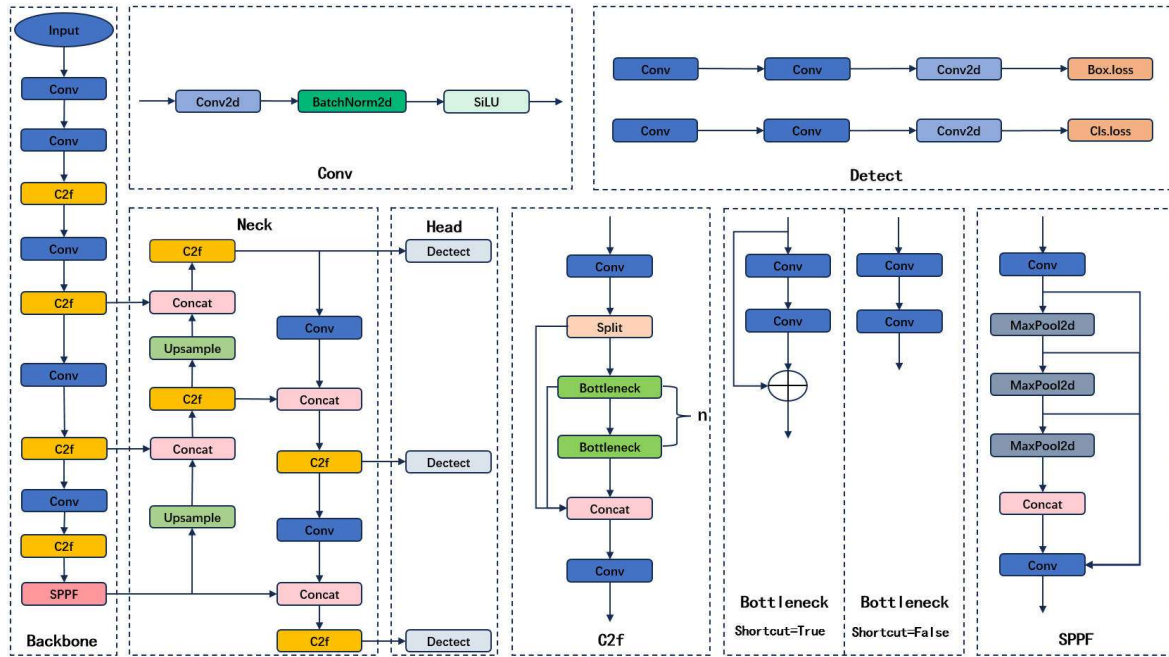 Input
Conv
Conv
C2f
Conv
C2f
Conv
C2f
Conv
C2f
SPPF
Backbone
Conv2d
BatchNorm2d
SiLU
Conv
Conv
Conv
Conv2d
Box.loss
Conv
Conv
Conv2d
Cls.loss
Detect
Neck
C2f
Concat
Upsample
C2f
Concat
Upsample
Conv
Concat
C2f
Conv
Concat
C2f
Head
Dectect
Dectect
Dectect
Conv
Split
Bottleneck
Bottleneck
n
Concat
Conv
C2f
Conv
Conv
Bottleneck
Shortcut=True
Conv
Conv
Bottleneck
Shortcut=False
Conv
MaxPool2d
MaxPool2d
MaxPool2d
Concat
Conv
SPPF